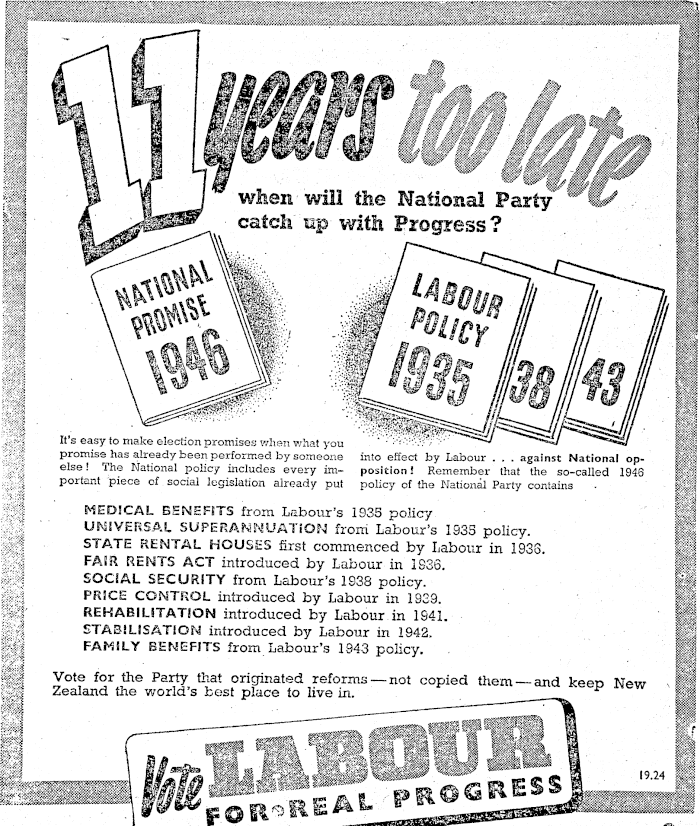 11 years too late
when will the National Party
catch up with Progress?
NATIONAL
PROMISE
1946
LABOUR
POLICY
1935
38
43
It's easy to make election promises when what you
promise has already been performed by someone
else! The National policy includes every im-
portant piece of social legislation already put
into effect by Labour . . . against National op-
position! Remember that the so-called 1946
policy of the National Party contains
MEDICAL BENEFITS from Labour's 1935 policy
UNIVERSAL SUPERANNUATION from Labour's 1935 policy.
STATE RENTAL HOUSES first commenced by Labour in 1936.
FAIR RENTS ACT introduced by Labour in 1936.
SOCIAL SECURITY from Labour's 1938 policy.
PRICE CONTROL introduced by Labour in 1939.
REHABILITATION introduced by Labour in 1941.
STABILISATION introduced by Labour in 1942.
FAMILY BENEFITS from Labour's 1943 policy.
Vote for the Party that originated reforms—not copied them—and keep New
Zealand the world's best place to live in.
Vote LABOUR
FOR REAL PROGRESS
19.24